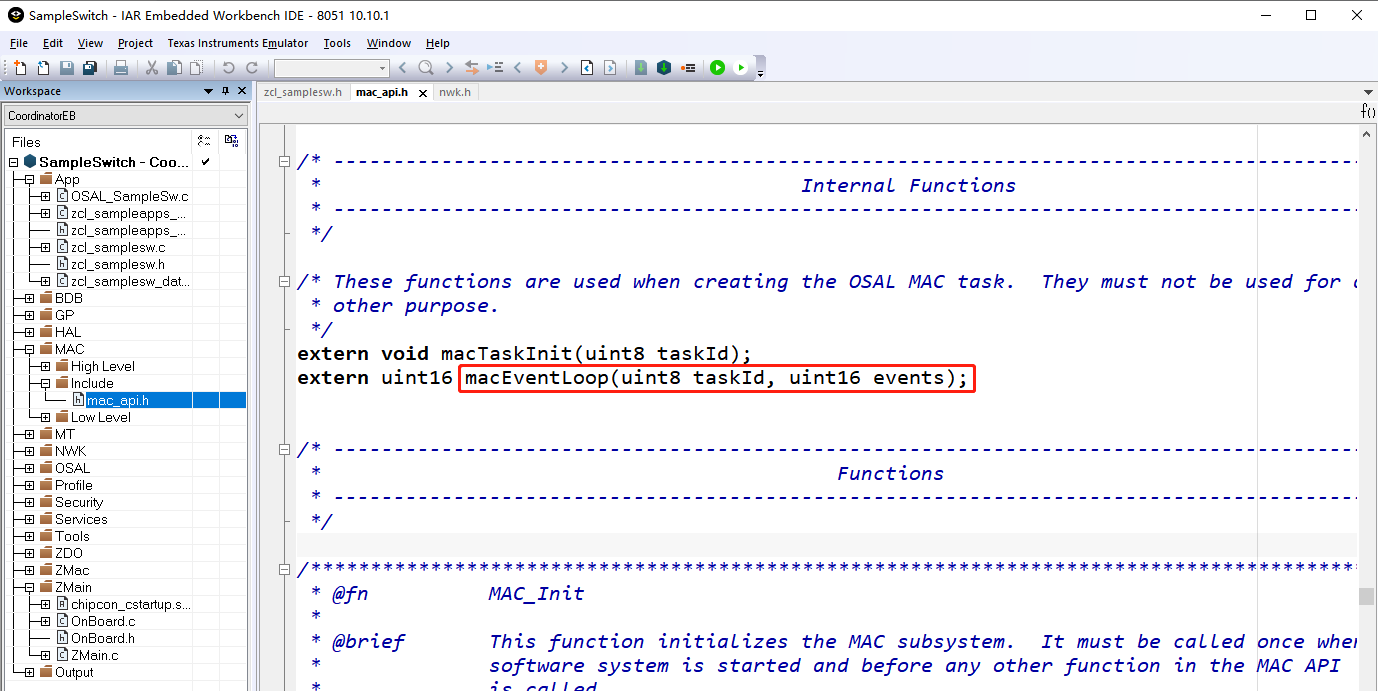 SampleSwitch - IAR Embedded Workbench IDE - 8051 10.10.1
File Edit View Project Texas Instruments Emulator Tools Window Help
Workspace
zcl_samplesw.h mac_api.h nwk.h
CoordinatorEB
f()
Files
SampleSwitch - Coo...
App
OSAL_SampleSw.c
zcl_sampleapps_...
zcl_sampleapps_...
zcl_samplesw.c
zcl_samplesw.h
zcl_samplesw_dat...
BDB
GP
HAL
MAC
High Level
Include
mac_api.h
Low Level
MT
NWK
OSAL
Profile
Security
Services
Tools
ZDO
ZMac
ZMain
chipcon_cstartup.s...
OnBoard.c
OnBoard.h
ZMain.c
Output
/* -------------------------------------------------------------------------------------
* Internal Functions
* -------------------------------------------------------------------------------------
*/
/* These functions are used when creating the OSAL MAC task.  They must not be used for
* other purpose.
*/
extern void macTaskInit(uint8 taskId);
extern uint16 macEventLoop(uint8 taskId, uint16 events);
/* -------------------------------------------------------------------------------------
* Functions
* -------------------------------------------------------------------------------------
*/
/**************************************************************************************
* @fn MAC_Init
*
* @brief This function initializes the MAC subsystem.  It must be called once when
* software system is started and before any other function in the MAC API
* is called